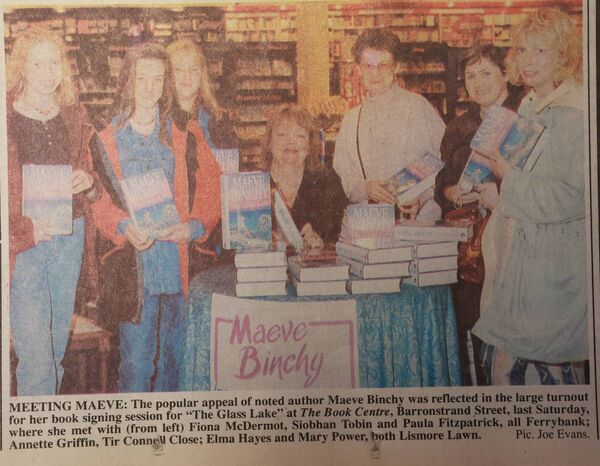 MAEVE
Maeve
Binchy
MEETING MAEVE: The popular appeal of noted author Maeve Binchy was reflected in the large turnout
for her book signing session for "The Glass Lake" at The Book Centre, Barronstrand Street, last Saturday,
where she met with (from left) Fiona McDermot, Siobhan Tobin and Paula Fitzpatrick, all Ferrybank;
Annette Griffin, Tir Connell Close; Elma Hayes and Mary Power, both Lismore Lawn. Pic. Joe Evans.